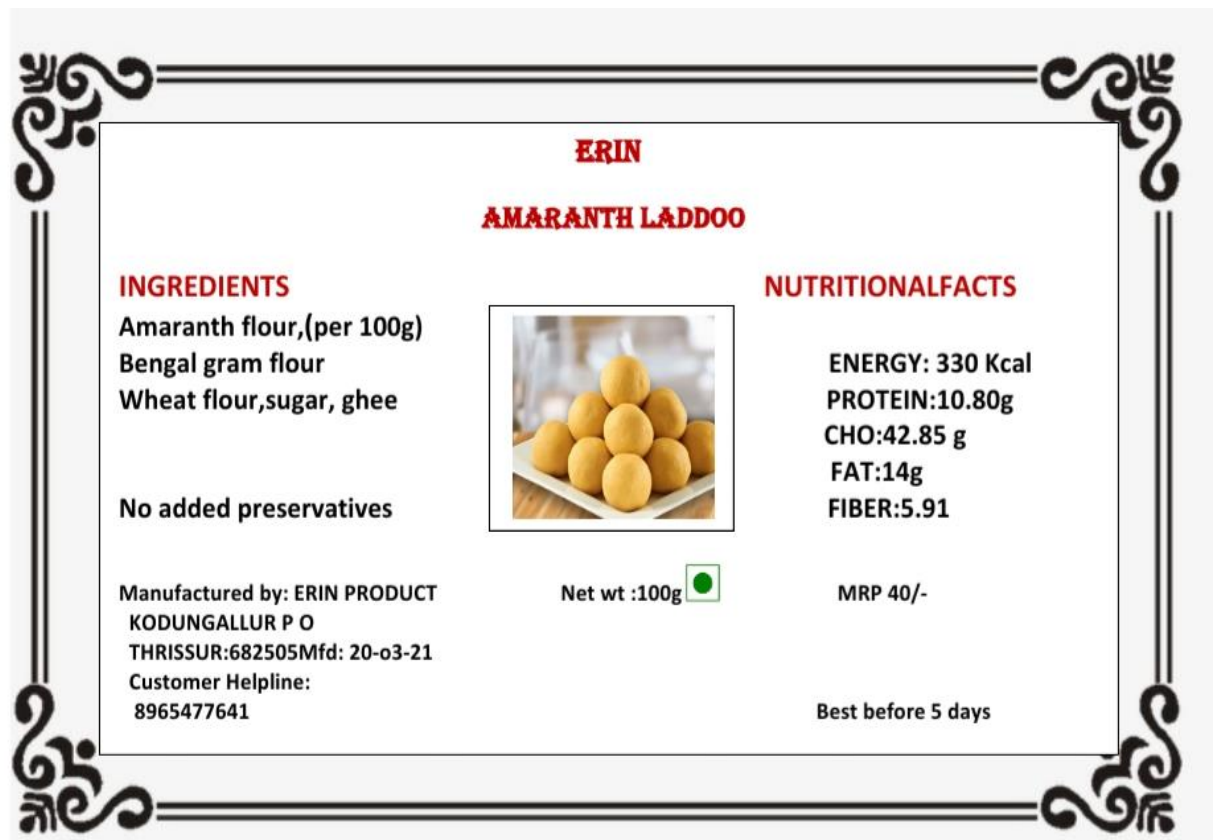 ERIN
AMARANTH LADDOO
INGREDIENTS
Amaranth flour,(per 100g)
Bengal gram flour
Wheat flour,sugar, ghee
No added preservatives
NUTRITIONALFACTS
ENERGY: 330 Kcal
PROTEIN:10.80g
CHO:42.85 g
FAT:14g
FIBER:5.91
Manufactured by: ERIN PRODUCT
KODUNGALLUR P O
THRISSUR:682505Mfd: 20-o3-21
Customer Helpline:
8965477641
Net wt :100g
MRP 40/-
Best before 5 days